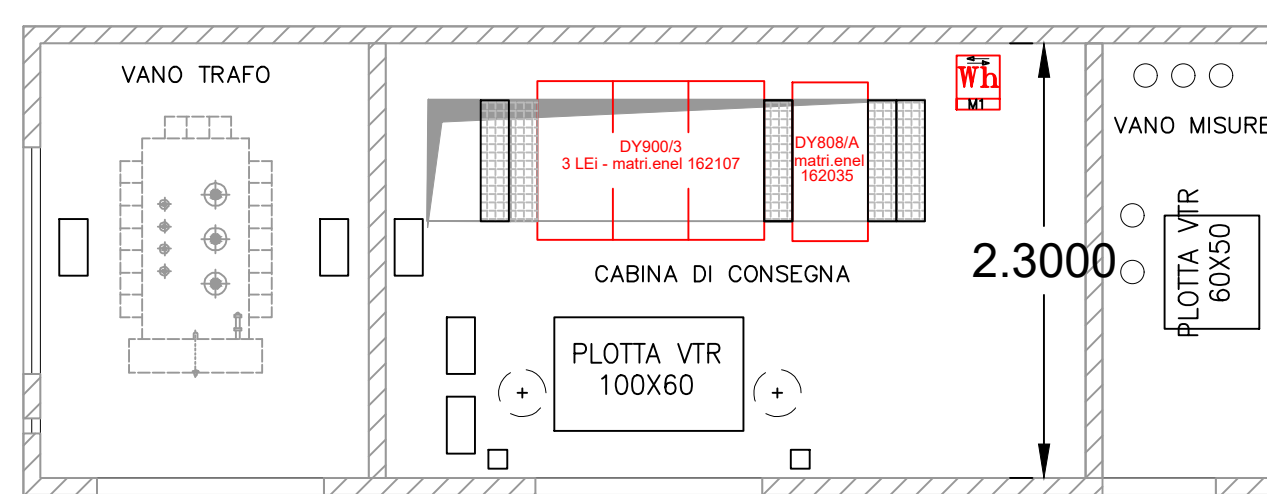 VANO TRAFO
Wh
M1
VANO MISURE
DY900/3
3 LEi - matri.enel 162107
DY808/A
matri.enel
162035
CABINA DI CONSEGNA
2.3000
PLOTTA VTR
60X50
PLOTTA VTR
100X60